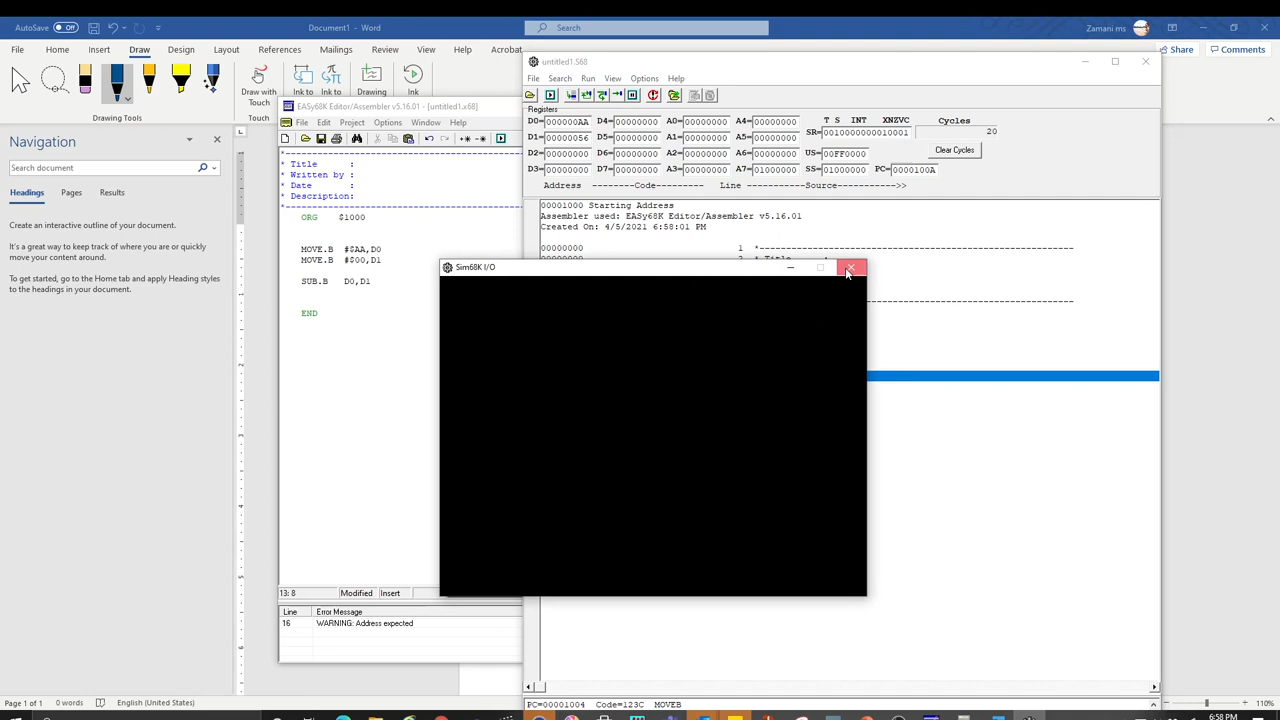 AutoSave Off Document1 - Word Search Zamani ms
File Home Insert Draw Design Layout References Mailings Review View Help Acrobat Share Comments
Draw with Touch
Ink to
Ink to
Drawing
Ink
Drawing Tools
Navigation
Search document
Headings Pages Results
Create an interactive outline of your document.
It's a great way to keep track of where you are or quickly
move your content around.
To get started, go to the Home tab and apply Heading styles
to the headings in your document.
EASy68K Editor/Assembler v5.16.01 - [untitled1.x68]
File Edit Project Options Window Help
*-----------------------------------------
* Title :
* Written by :
* Date :
* Description:
*-----------------------------------------
ORG $1000
MOVE.B #$AA,D0
MOVE.B #$00,D1
SUB.B D0,D1
END
13: 8 Modified Insert
Line Error Message
16 WARNING: Address expected
untitled1.S68
File Search Run View Options Help
Registers
D0=000000AA D4=00000000 A0=00000000 A4=00000000 T S INT XNZVC Cycles
D1=00000056 D5=00000000 A1=00000000 A5=00000000 SR=0010000000010001 20
D2=00000000 D6=00000000 A2=00000000 A6=00000000 US=00FF0000 Clear Cycles
D3=00000000 D7=00000000 A3=00000000 A7=01000000 SS=01000000 PC=0000100A
Address --------Code-------- Line -----------Source----------->>
00001000 Starting Address
Assembler used: EASy68K Editor/Assembler v5.16.01
Created On: 4/5/2021 6:58:01 PM
00000000 1 *-----------------------------------------------------------
Sim68K I/O
PC=00001004 Code=123C MOVEB
Page 1 of 1 0 words English (United States) 110%
6:58 PM